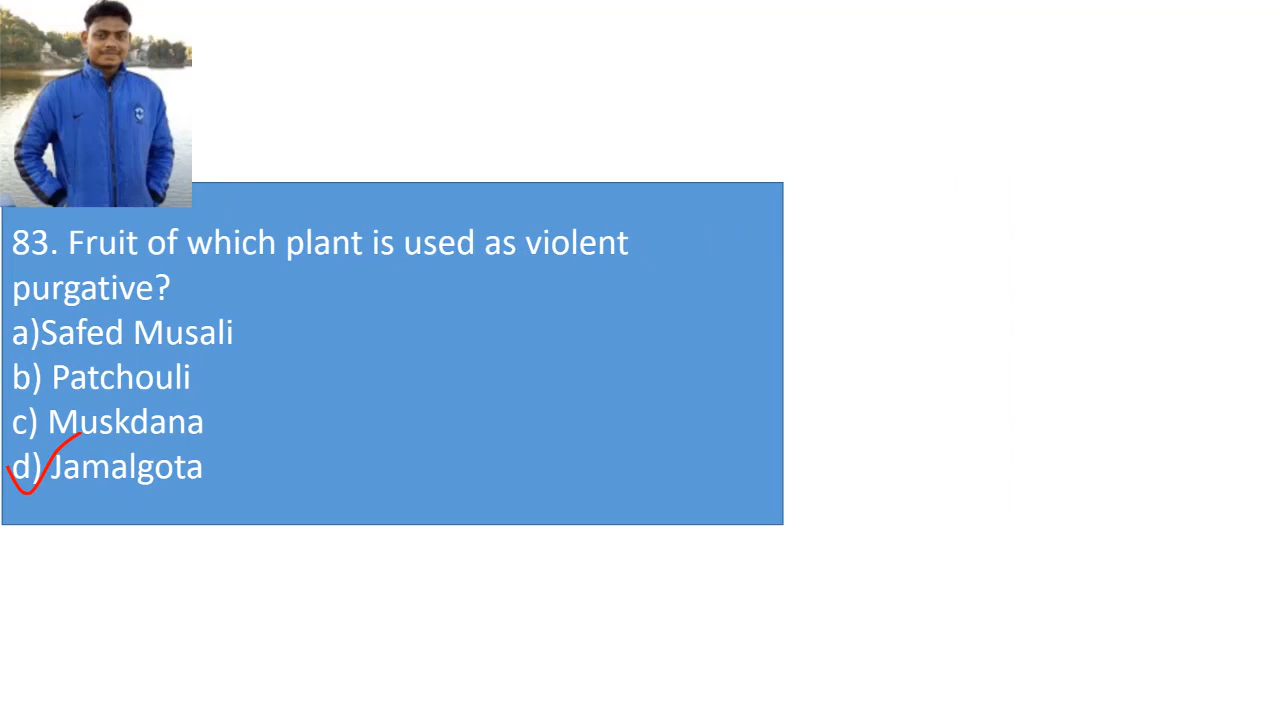 83. Fruit of which plant is used as violent
purgative?
a)Safed Musali
b) Patchouli
c) Muskdana
d) Jamalgota